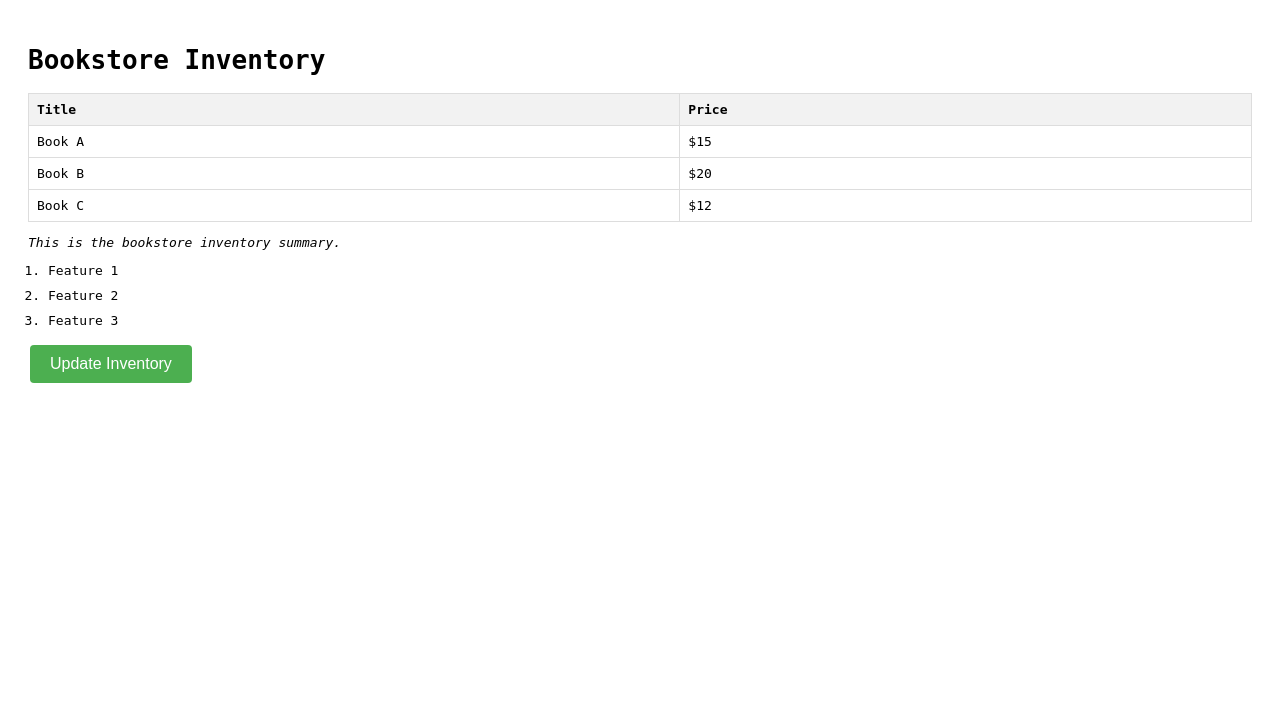 Bookstore Inventory
Title Price
Book A $15
Book B $20
Book C $12
This is the bookstore inventory summary.
1. Feature 1
2. Feature 2
3. Feature 3
Update Inventory